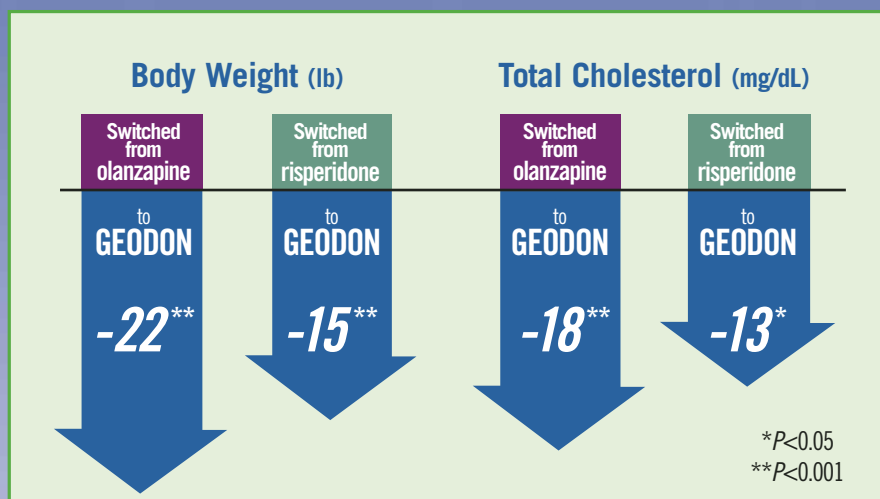 Body Weight (lb)
Switched
from
olanzapine
to
GEODON
-22**
Switched
from
risperidone
to
GEODON
-15**
Total Cholesterol (mg/dL)
Switched
from
olanzapine
to
GEODON
-18**
Switched
from
risperidone
to
GEODON
-13*
*P<0.05
**P<0.001